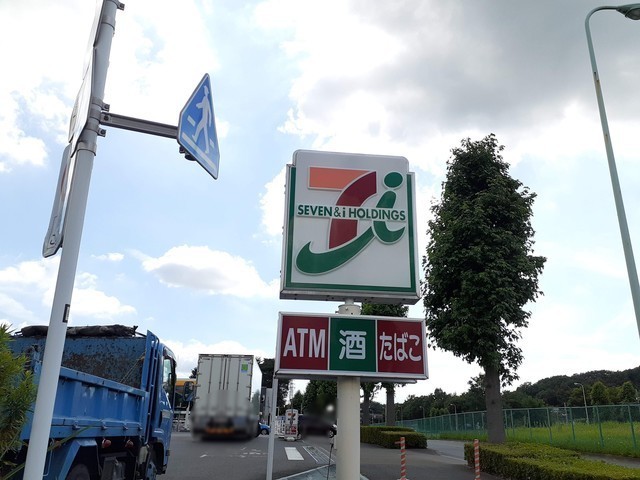 SEVEN & i HOLDINGS
ATM 酒 たばこ